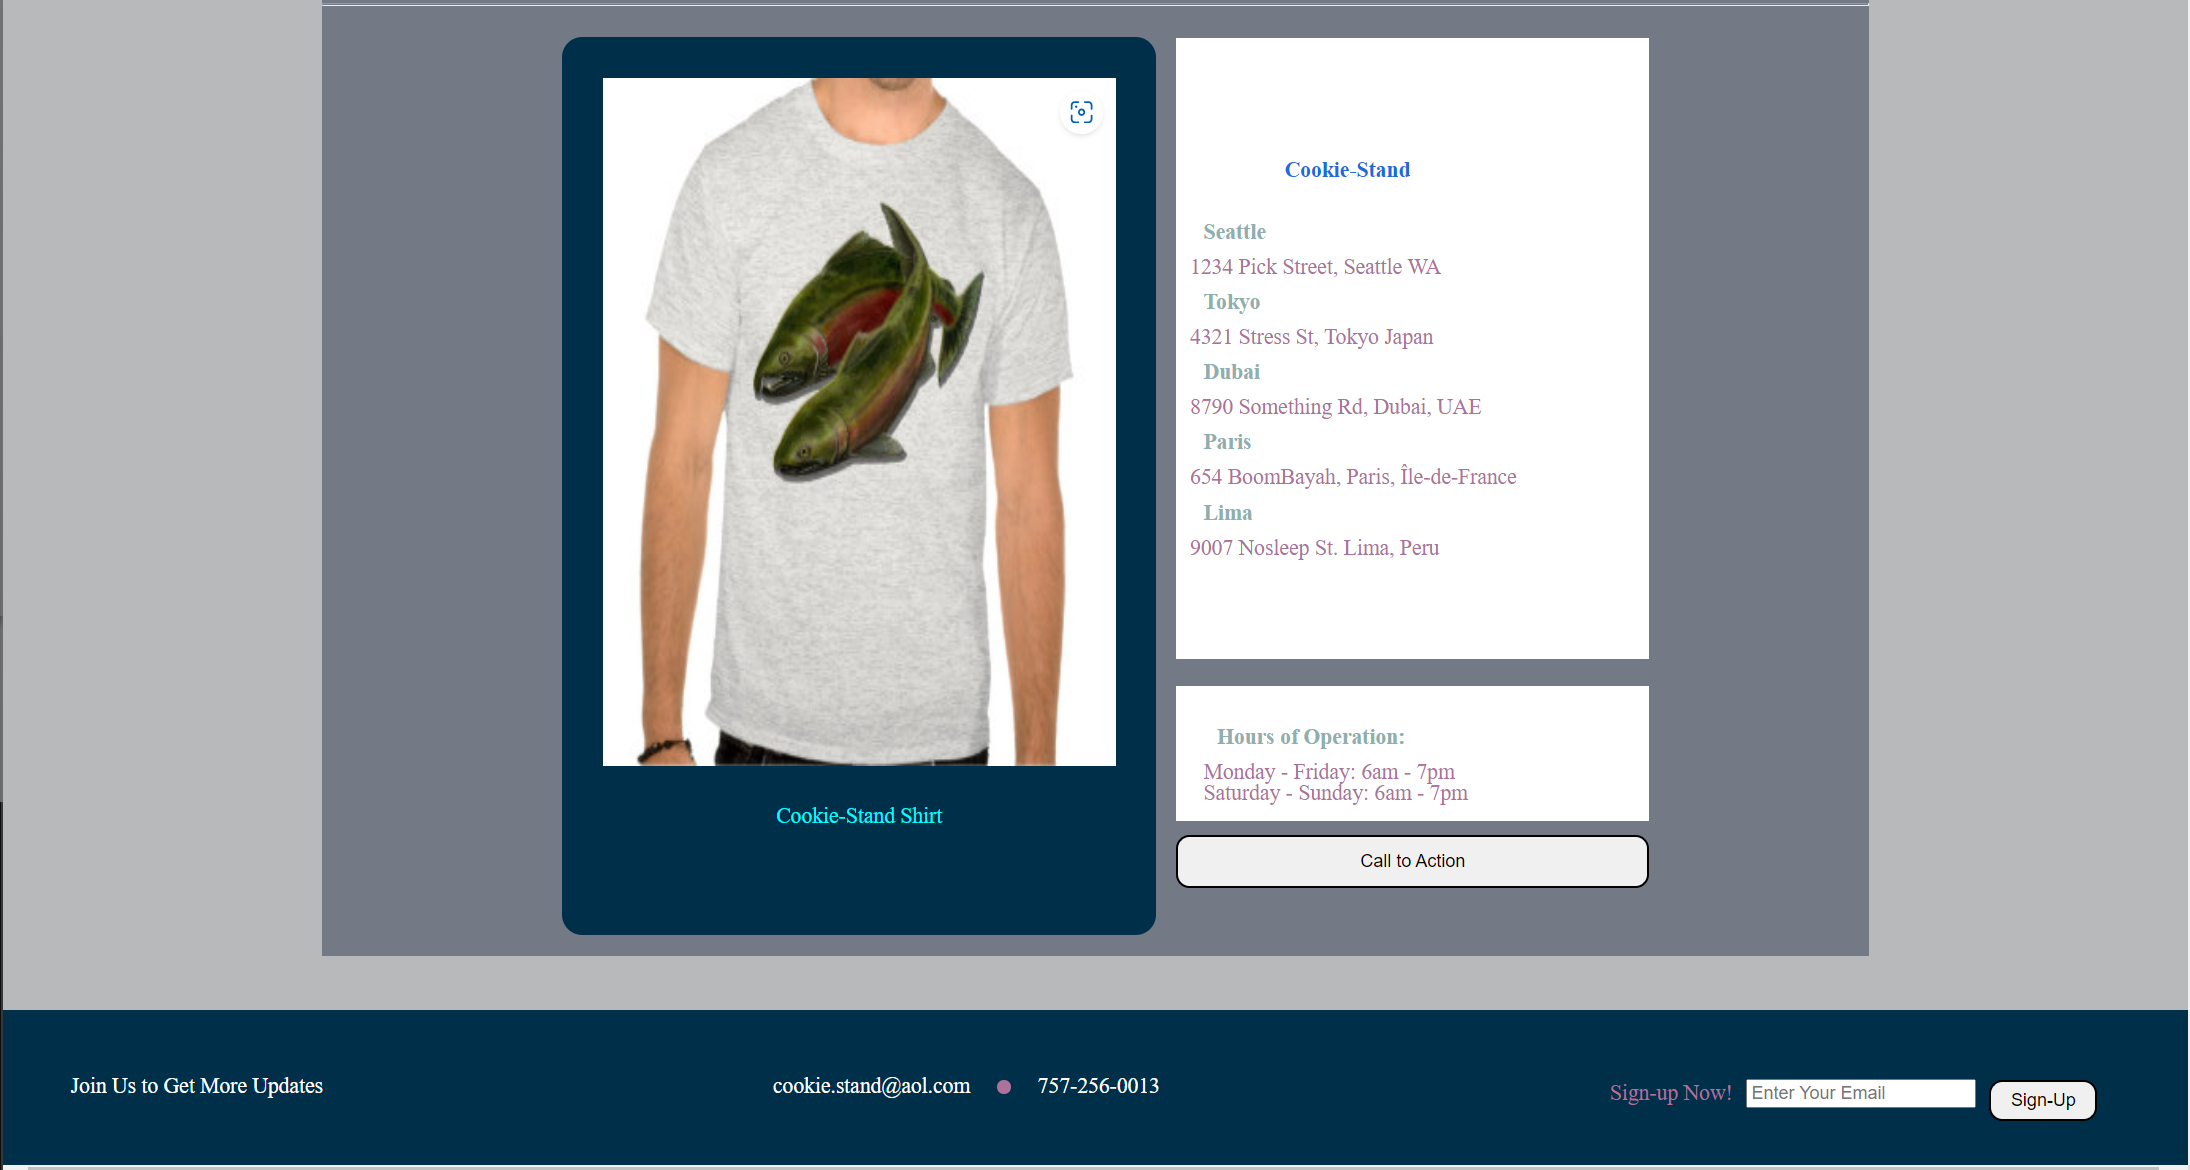 Cookie-Stand
Seattle
1234 Pick Street, Seattle WA
Tokyo
4321 Stress St, Tokyo Japan
Dubai
8790 Something Rd, Dubai, UAE
Paris
654 BoomBayah, Paris, Île-de-France
Lima
9007 Nosleep St. Lima, Peru
Hours of Operation:
Monday - Friday: 6am - 7pm
Saturday - Sunday: 6am - 7pm
Call to Action
Cookie-Stand Shirt
Join Us to Get More Updates
cookie.stand@aol.com
757-256-0013
Sign-up Now!
Enter Your Email
Sign-Up